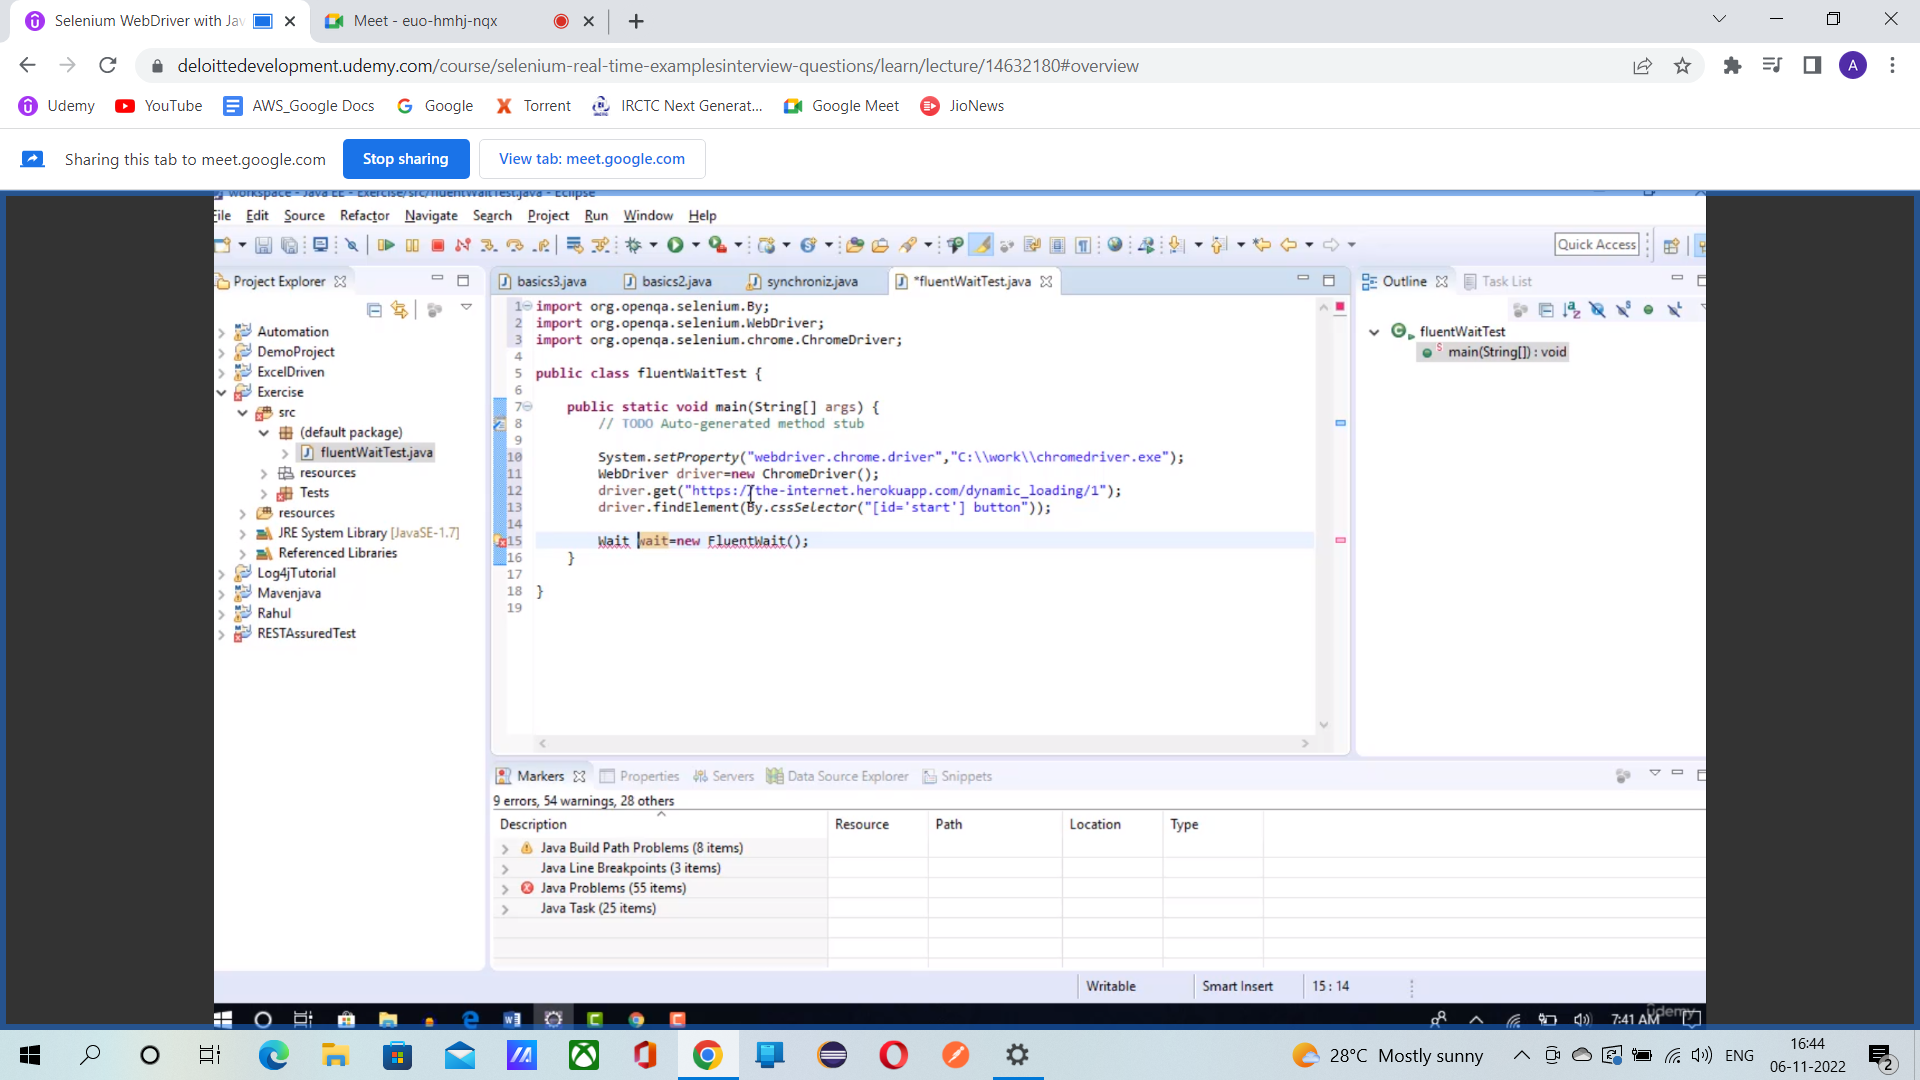 Selenium WebDriver with Jav
Meet - euo-hmhj-nqx
deloittedevelopment.udemy.com/course/selenium-real-time-examplesinterview-questions/learn/lecture/14632180#overview
A
Udemy YouTube AWS_Google Docs Google Torrent IRCTC Next Generat... Google Meet JioNews
Sharing this tab to meet.google.com Stop sharing View tab: meet.google.com
workspace - Java EE - Exercise/src/fluentWaitTest.java - Eclipse
File Edit Source Refactor Navigate Search Project Run Window Help
Quick Access
Project Explorer
Automation
DemoProject
ExcelDriven
Exercise
src
(default package)
fluentWaitTest.java
resources
Tests
resources
JRE System Library [JavaSE-1.7]
Referenced Libraries
Log4jTutorial
Mavenjava
Rahul
RESTAssuredTest
basics3.java basics2.java synchroniz.java *fluentWaitTest.java
1 import org.openqa.selenium.By;
2 import org.openqa.selenium.WebDriver;
3 import org.openqa.selenium.chrome.ChromeDriver;
4
5 public class fluentWaitTest {
6
7 public static void main(String[] args) {
8 // TODO Auto-generated method stub
9
10 System.setProperty("webdriver.chrome.driver","C:\\work\\chromedriver.exe");
11 WebDriver driver=new ChromeDriver();
12 driver.get("https://the-internet.herokuapp.com/dynamic_loading/1");
13 driver.findElement(By.cssSelector("[id='start'] button"));
14
15 Wait wait=new FluentWait();
16 }
17
18 }
19
Outline Task List
fluentWaitTest
main(String[]) : void
Markers Properties Servers Data Source Explorer Snippets
9 errors, 54 warnings, 28 others
Description Resource Path Location Type
Java Build Path Problems (8 items)
Java Line Breakpoints (3 items)
Java Problems (55 items)
Java Task (25 items)
Writable Smart Insert 15 : 14
7:41 AM
udemy
28°C Mostly sunny ENG 16:44
06-11-2022
2